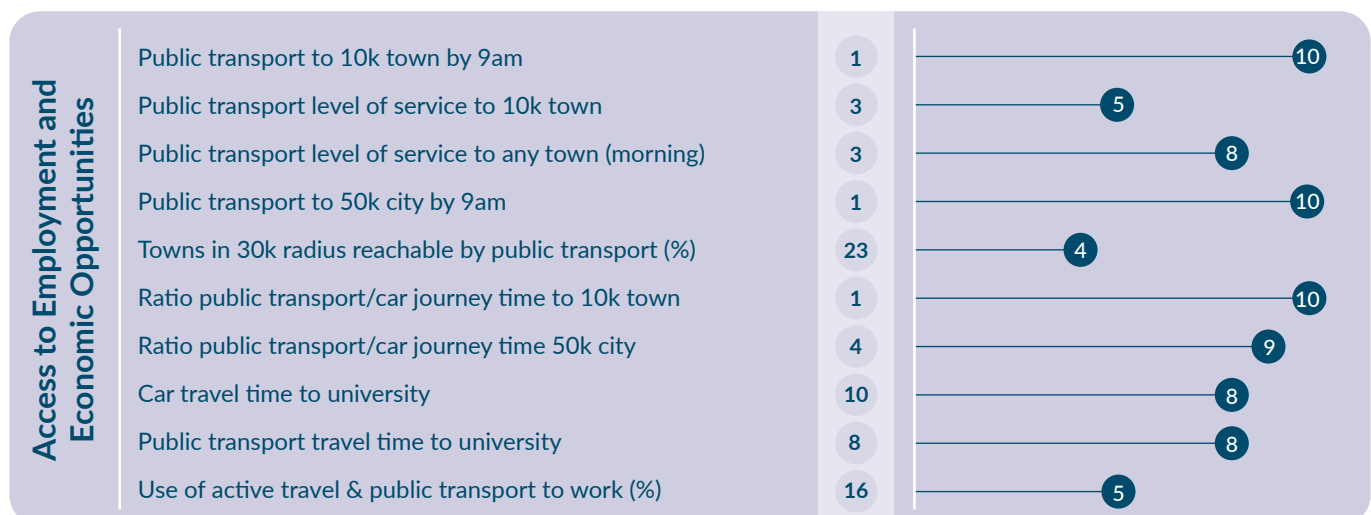 Access to Employment and
Economic Opportunities
Public transport to 10k town by 9am 1 10
Public transport level of service to 10k town 3 5
Public transport level of service to any town (morning) 3 8
Public transport to 50k city by 9am 1 10
Towns in 30k radius reachable by public transport (%) 23 4
Ratio public transport/car journey time to 10k town 1 10
Ratio public transport/car journey time 50k city 4 9
Car travel time to university 10 8
Public transport travel time to university 8 8
Use of active travel & public transport to work (%) 16 5